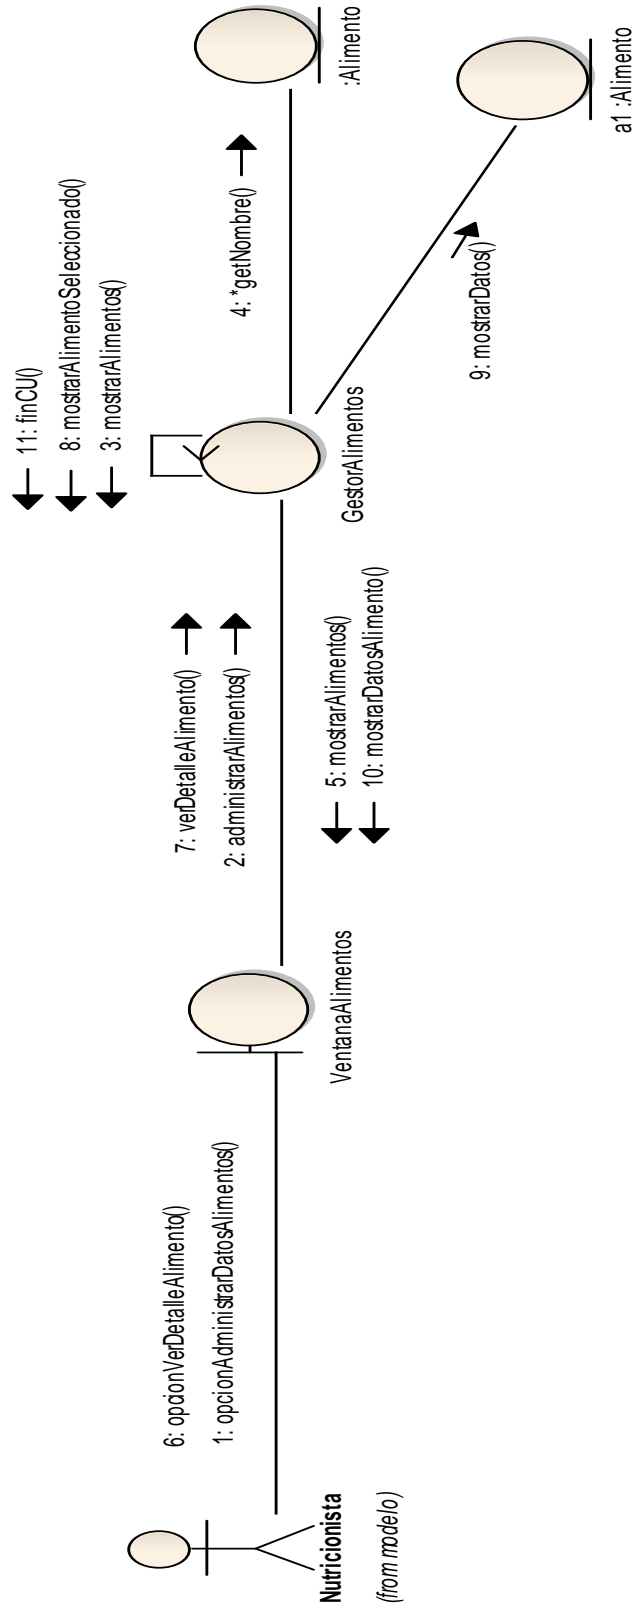 11: finCU()
8: mostrarAlimentoSeleccionado()
3: mostrarAlimentos()
6: opcionVerDetalleAlimento()
1: opcionAdministrarDatosAlimentos()
7: verDetalleAlimento()
2: administrarAlimentos()
4: *getNombre()
5: mostrarAlimentos()
10: mostrarDatosAlimento()
9: mostrarDatos()
Nutricionista
(from modelo)
VentanaAlimentos
GestorAlimentos
:Alimento
a1 :Alimento